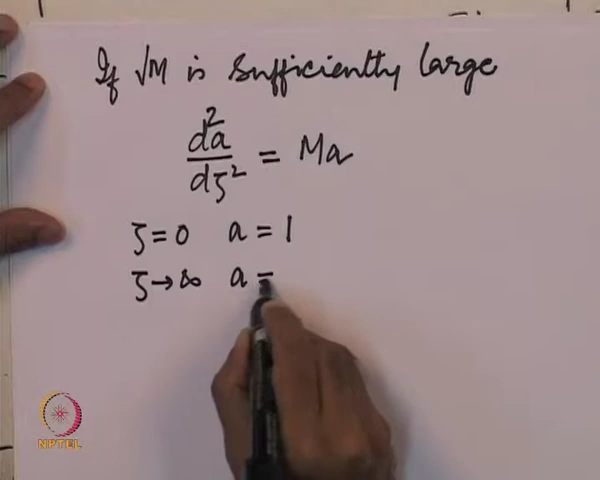 If √M is sufficiently large
d²a/dζ² = Ma
ζ=0 a = 1
ζ→∞ a =
NPTEL